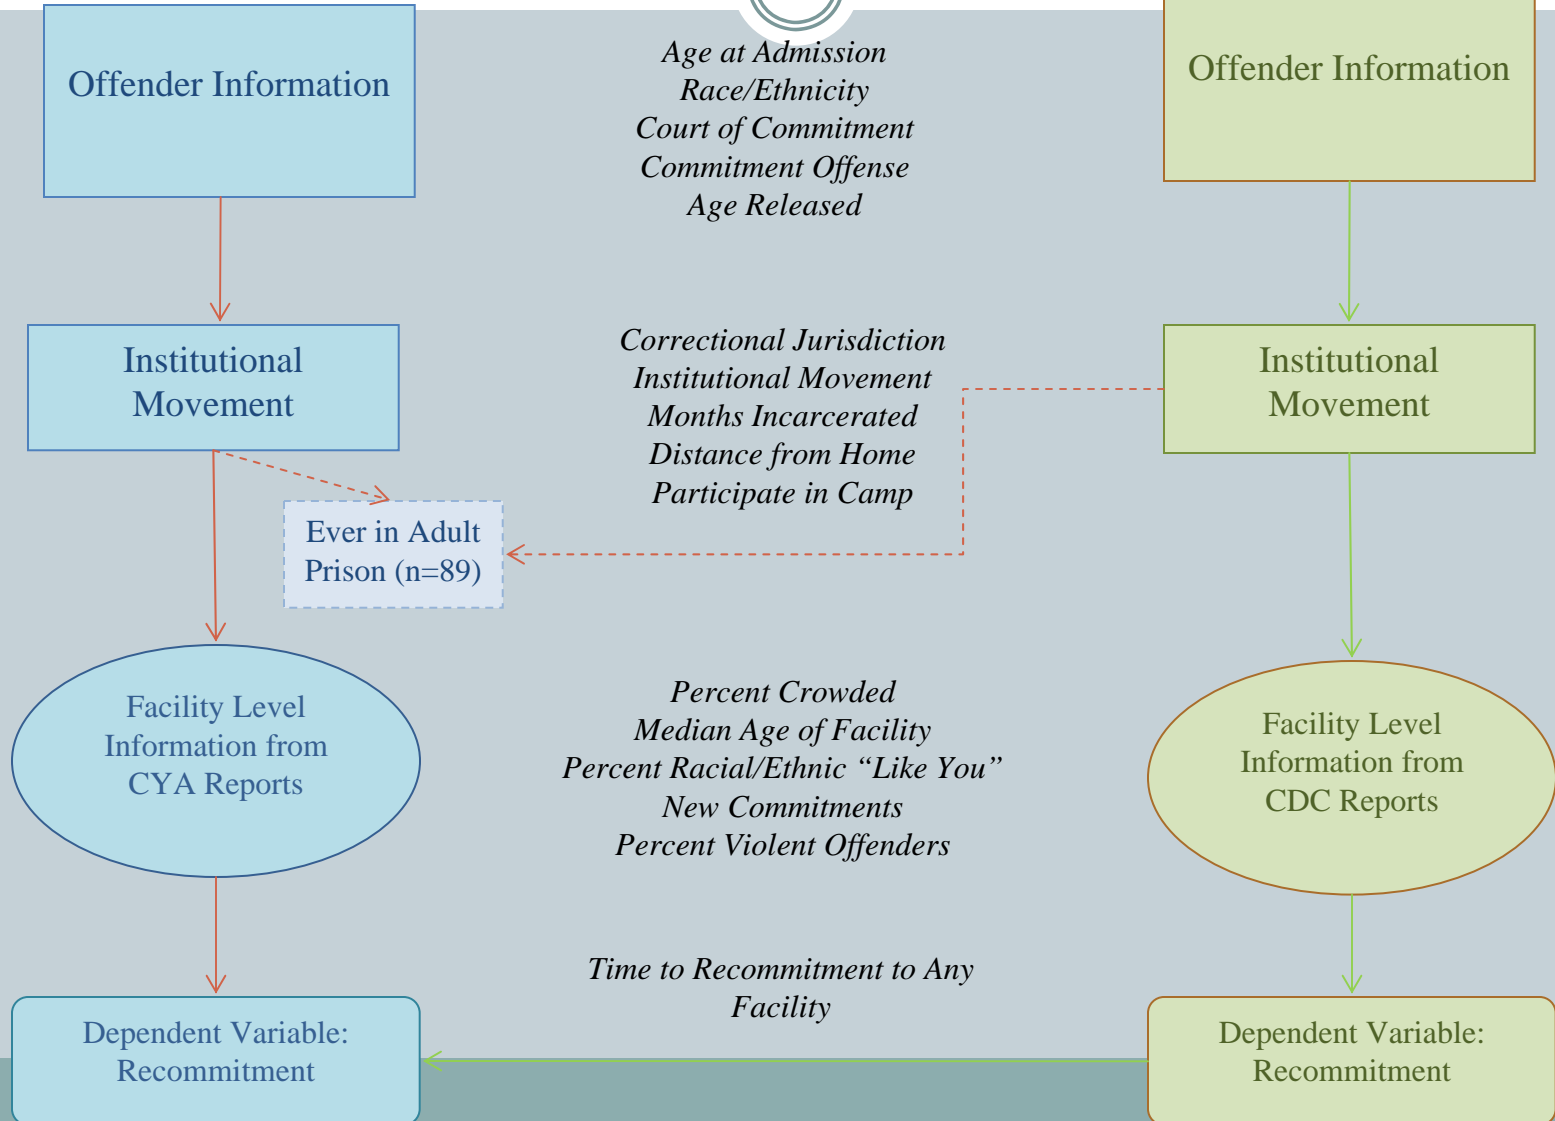 Offender Information
Age at Admission
Race/Ethnicity
Court of Commitment
Commitment Offense
Age Released
Offender Information
Institutional
Movement
Correctional Jurisdiction
Institutional Movement
Months Incarcerated
Distance from Home
Participate in Camp
Institutional
Movement
Ever in Adult
Prison (n=89)
Facility Level
Information from
CYA Reports
Percent Crowded
Median Age of Facility
Percent Racial/Ethnic “Like You”
New Commitments
Percent Violent Offenders
Facility Level
Information from
CDC Reports
Time to Recommitment to Any
Facility
Dependent Variable:
Recommitment
Dependent Variable:
Recommitment